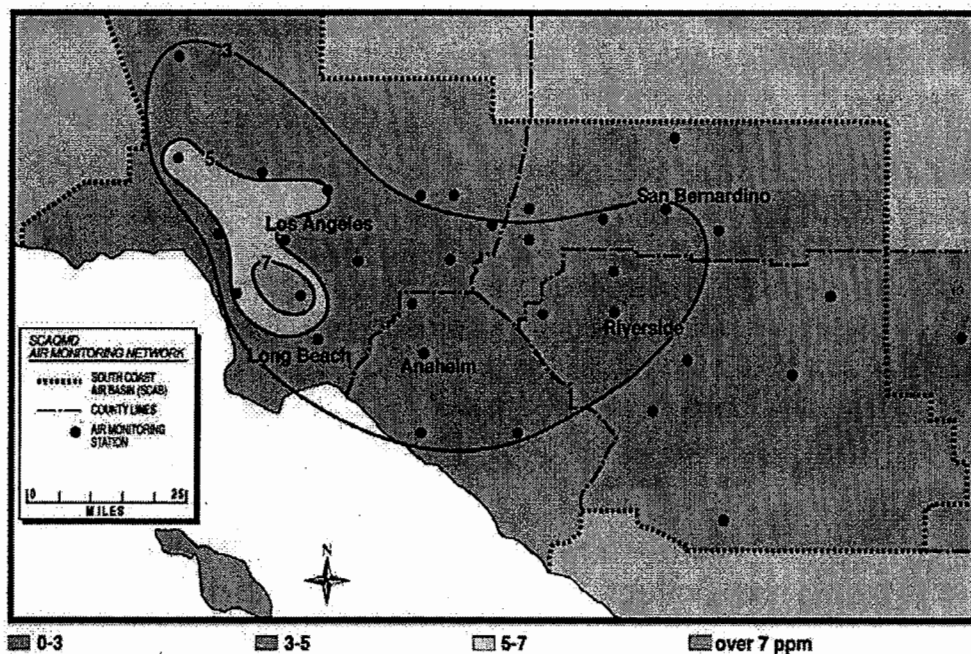 3
5
San Bernardino
Los Angeles
7
Riverside
Long Beach
Anaheim
SCAQMD
AIR MONITORING NETWORK
SOUTH COAST
AIR BASIN (SCAB)
COUNTY LINES
AIR MONITORING
STATION
0 25
MILES
N
0-3 3-5 5-7 over 7 ppm